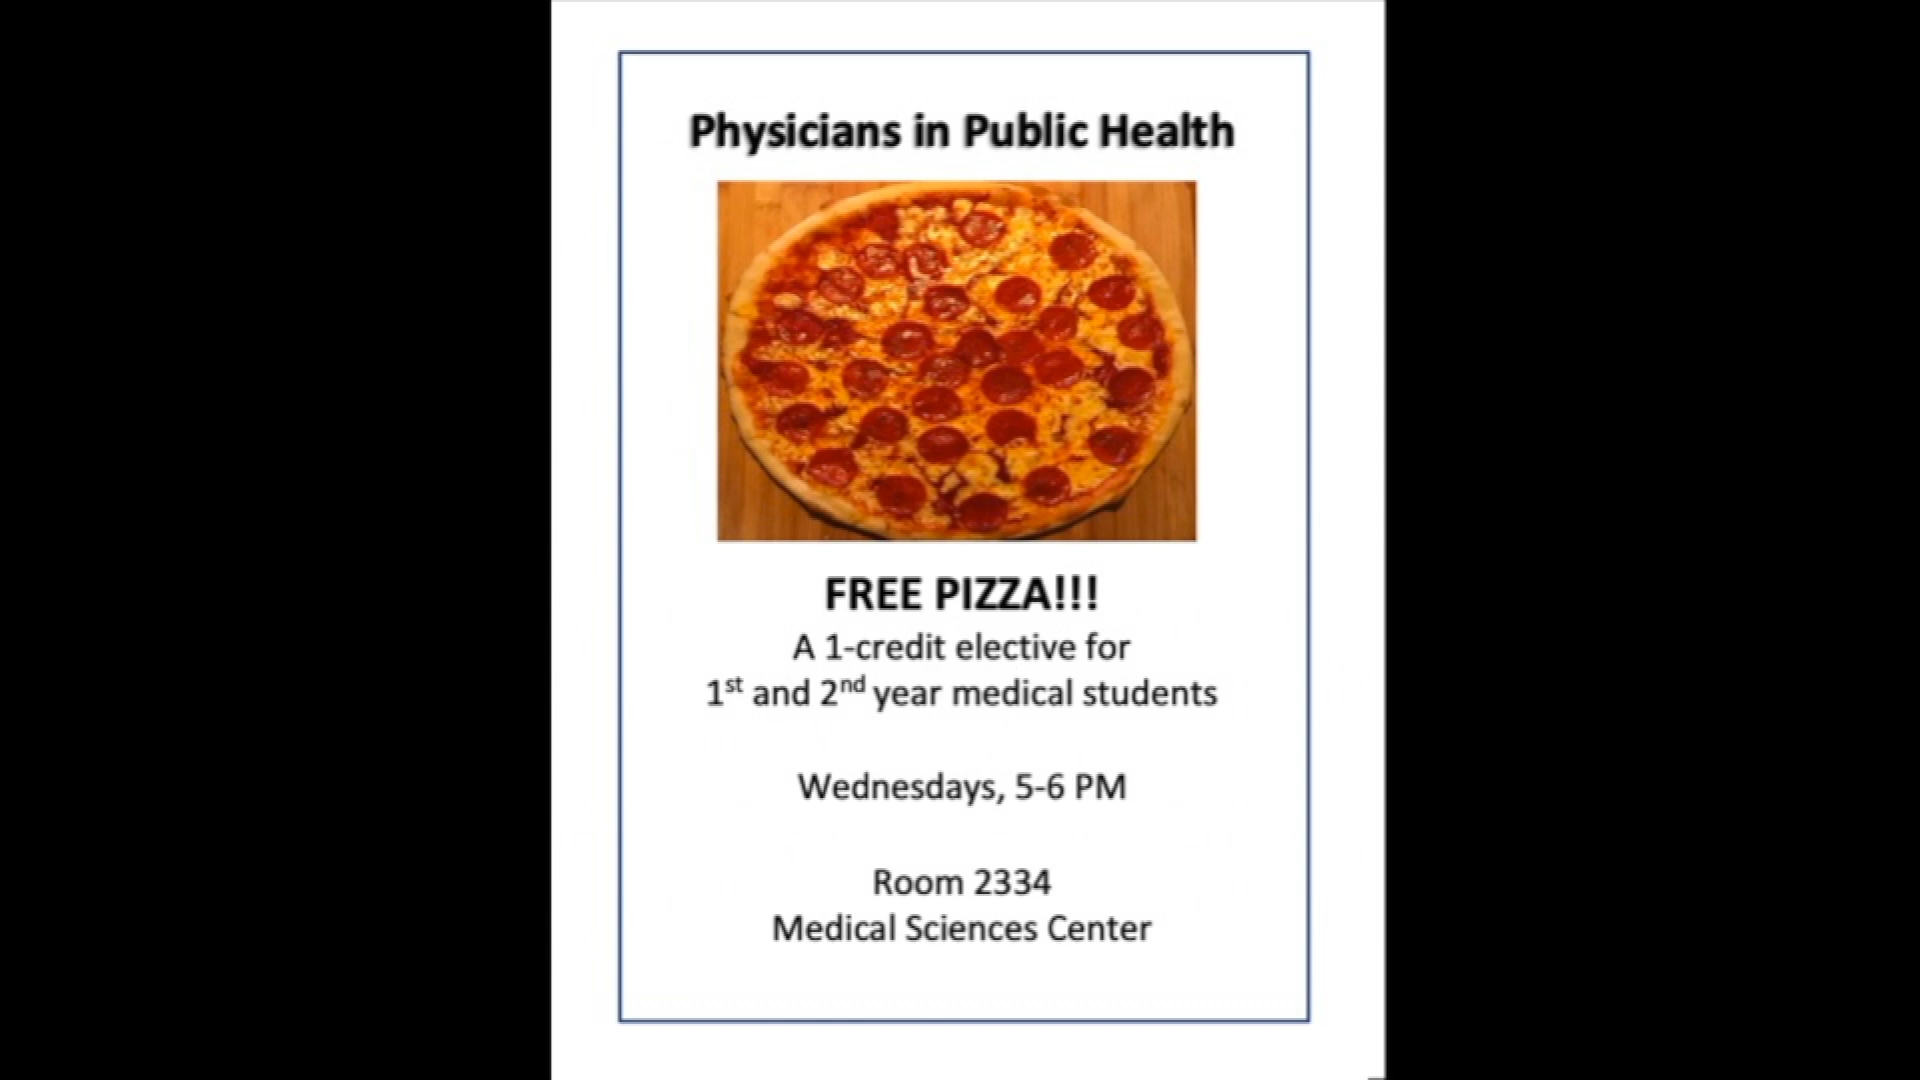 Physicians in Public Health
FREE PIZZA!!!
A 1-credit elective for
1st and 2nd year medical students
Wednesdays, 5-6 PM
Room 2334
Medical Sciences Center